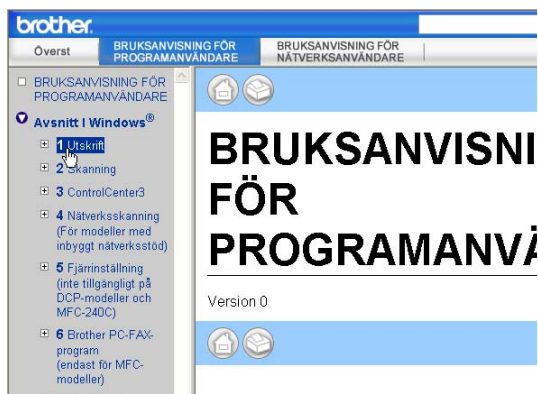 brother.
Överst
BRUKSANVISNING FÖR
PROGRAMANVÄNDARE
BRUKSANVISNING FÖR
NÄTVERKSANVÄNDARE
BRUKSANVISNING FÖR
PROGRAMANVÄNDARE
Avsnitt I Windows®
1 Utskrift
2 Skanning
3 ControlCenter3
4 Nätverksskanning
(För modeller med
inbyggt nätverksstöd)
5 Fjärrinställning
(inte tillgängligt på
DCP-modeller och
MFC-240C)
6 Brother PC-FAX-
program
(endast för MFC-
modeller)
BRUKSANVISNI
FÖR
PROGRAMANVÄ
Version 0